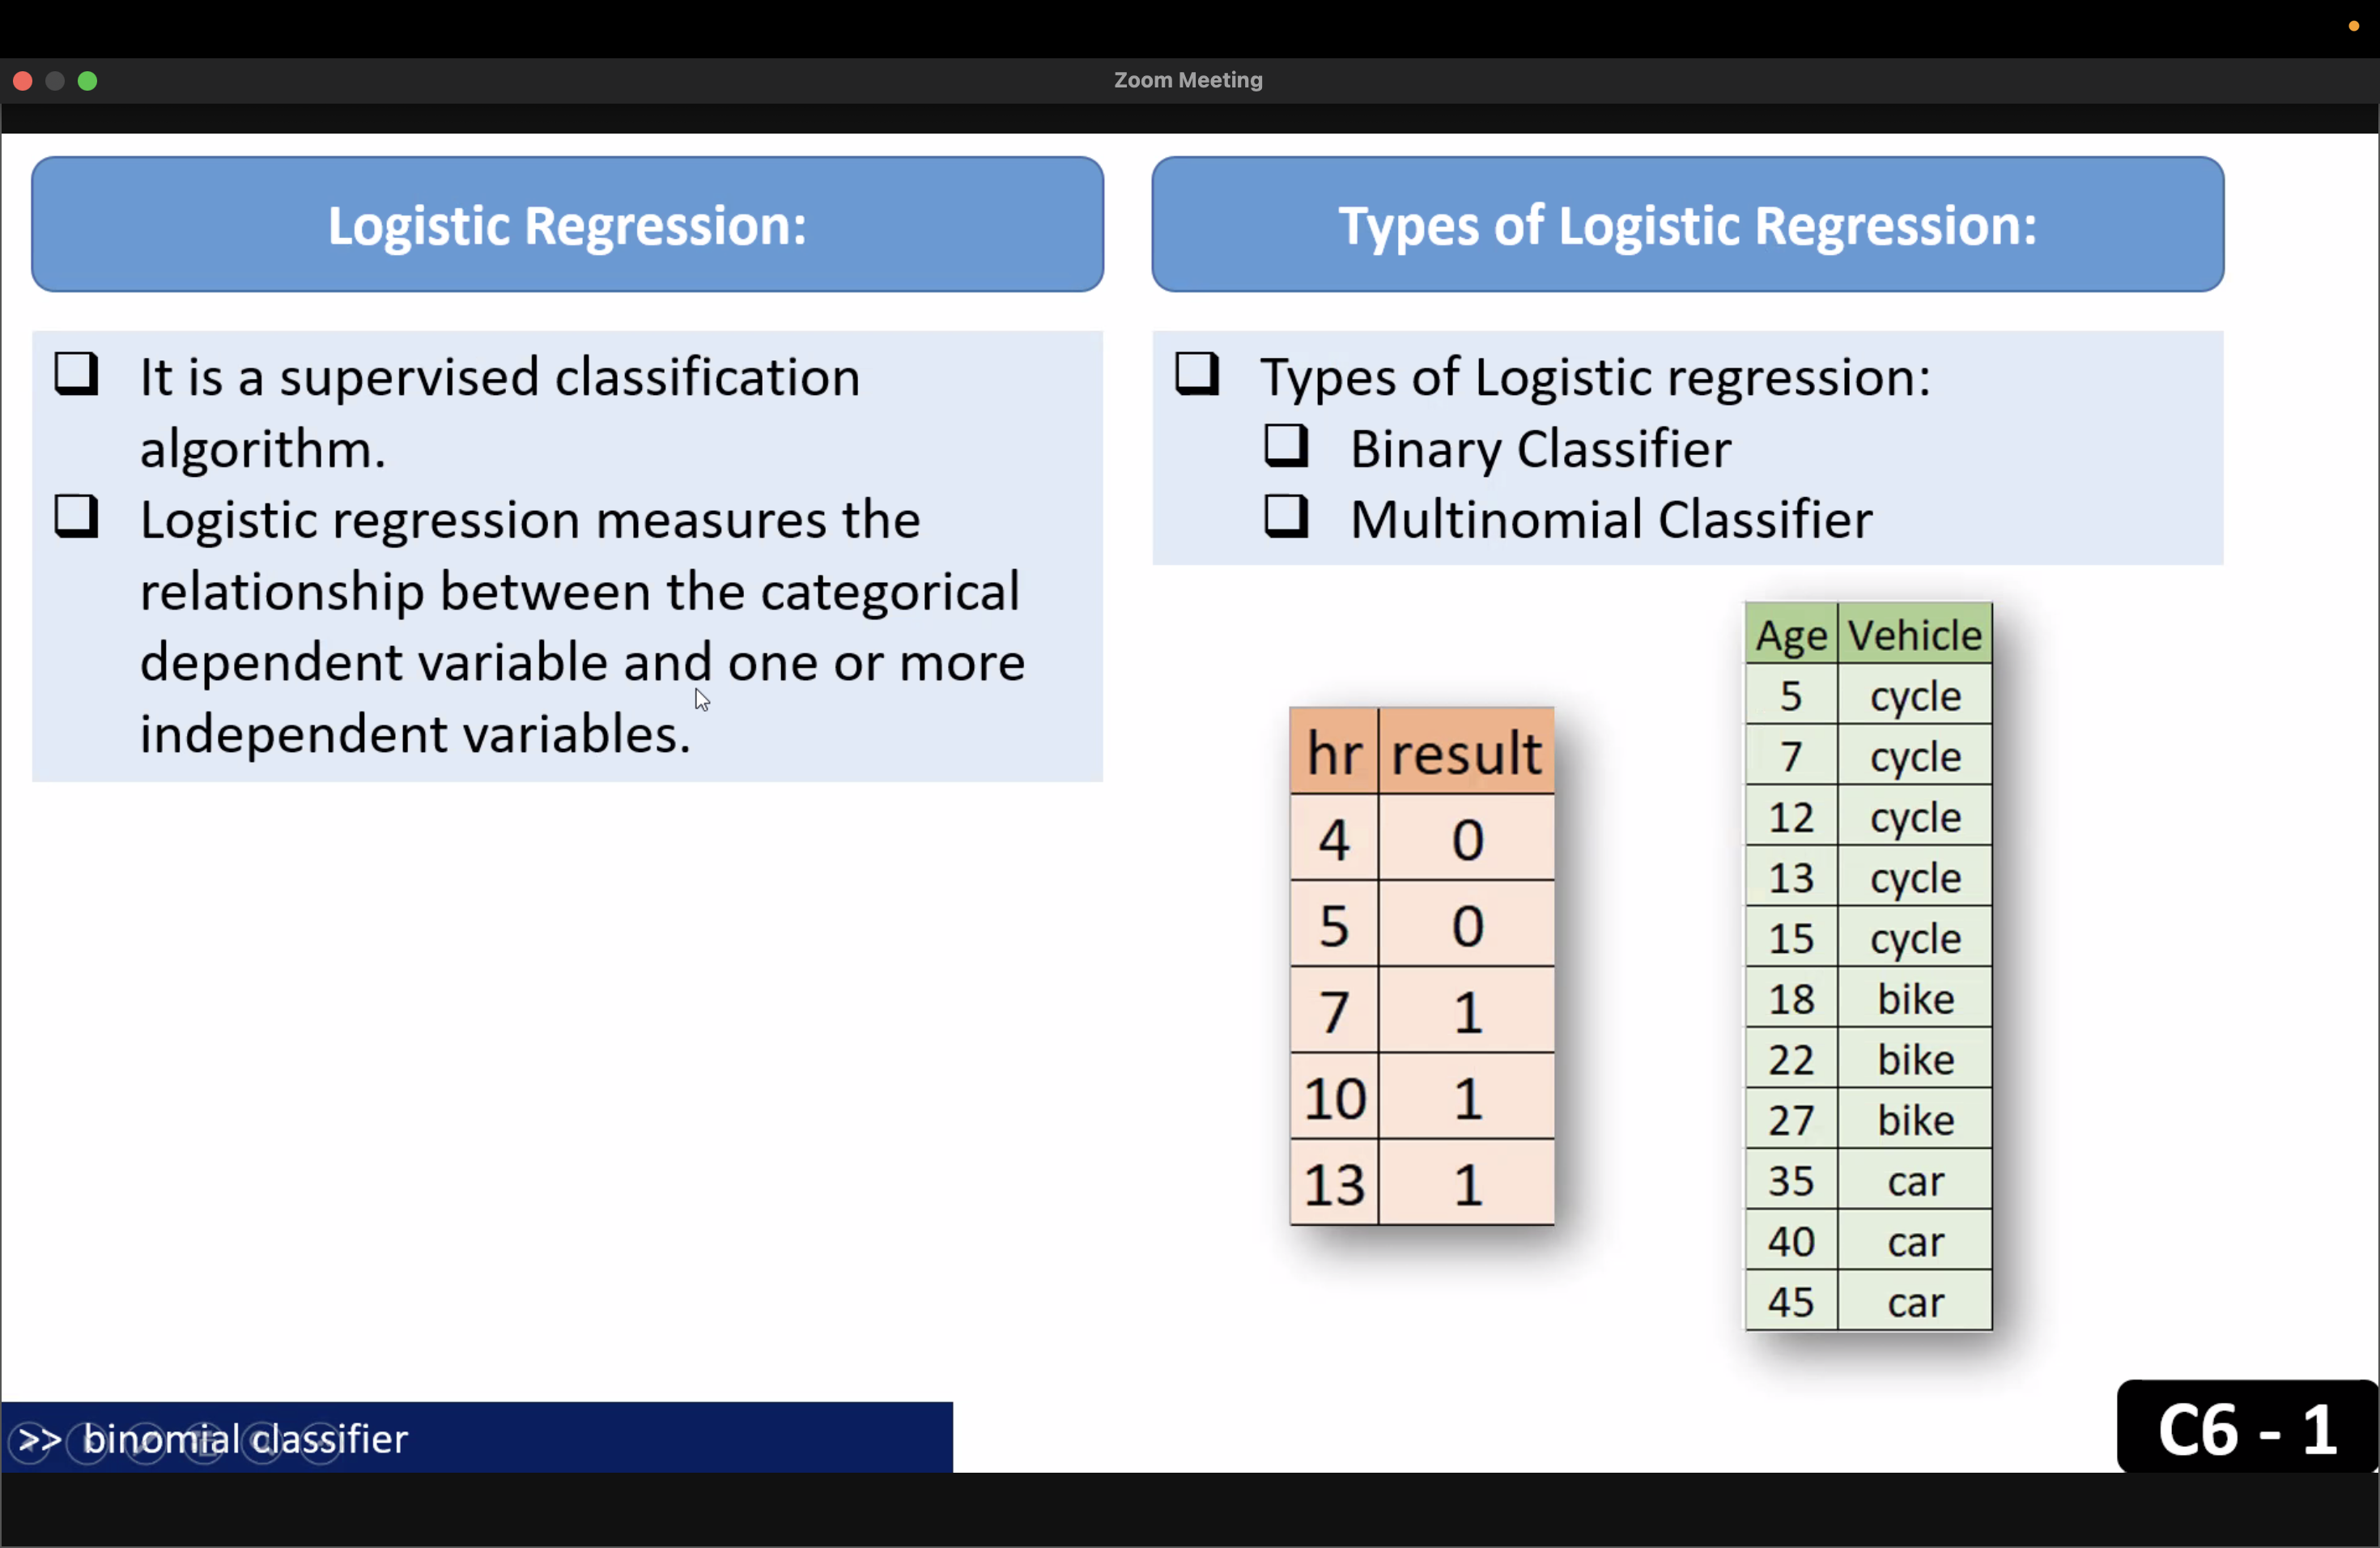 Zoom Meeting
Logistic Regression:
It is a supervised classification
algorithm.
Logistic regression measures the
relationship between the categorical
dependent variable and one or more
independent variables.
Types of Logistic Regression:
Types of Logistic regression:
Binary Classifier
Multinomial Classifier
hr result
4 0
5 0
7 1
10 1
13 1
Age Vehicle
5 cycle
7 cycle
12 cycle
13 cycle
15 cycle
18 bike
22 bike
27 bike
35 car
40 car
45 car
>> binomial classifier
C6 - 1